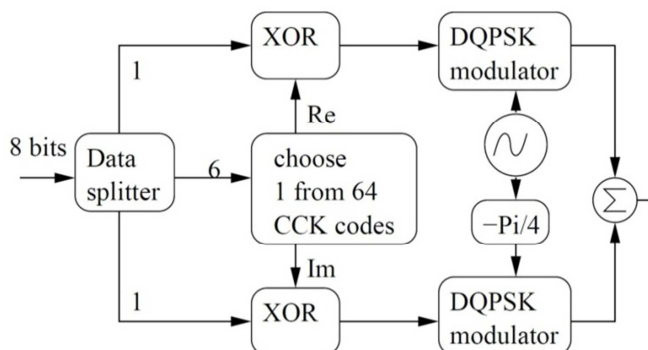 XOR
DQPSK
modulator
1
Re
8 bits
Data
splitter
6
choose
1 from 64
CCK codes
Σ
−Pi/4
Im
1
XOR
DQPSK
modulator